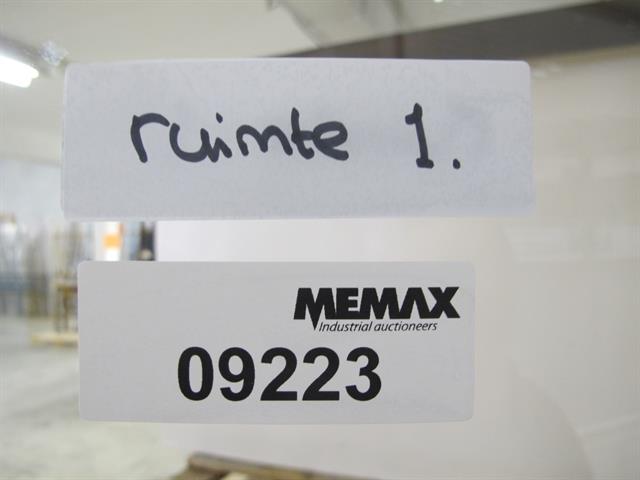 ruimte 1.
MEMAX
Industrial auctioneers
09223